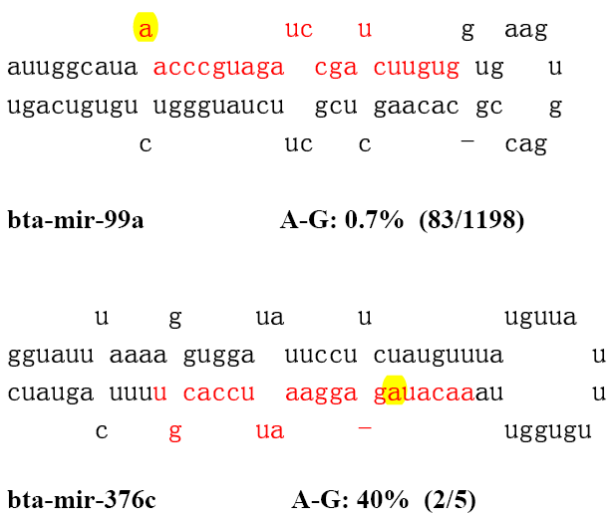 a uc u g aag
auuggcaua acccguaga cga cuugug ug u
ugacugugu uggguaucu gcu gaacac gc g
c uc c – cag
bta-mir-99a A-G: 0.7% (83/1198)
u g ua u uguua
gguauu aaaa gugga uuccu cuauguuua u
cuauga uuuu caccu aagga gauacaaau u
c g ua – uggugu
bta-mir-376c A-G: 40% (2/5)